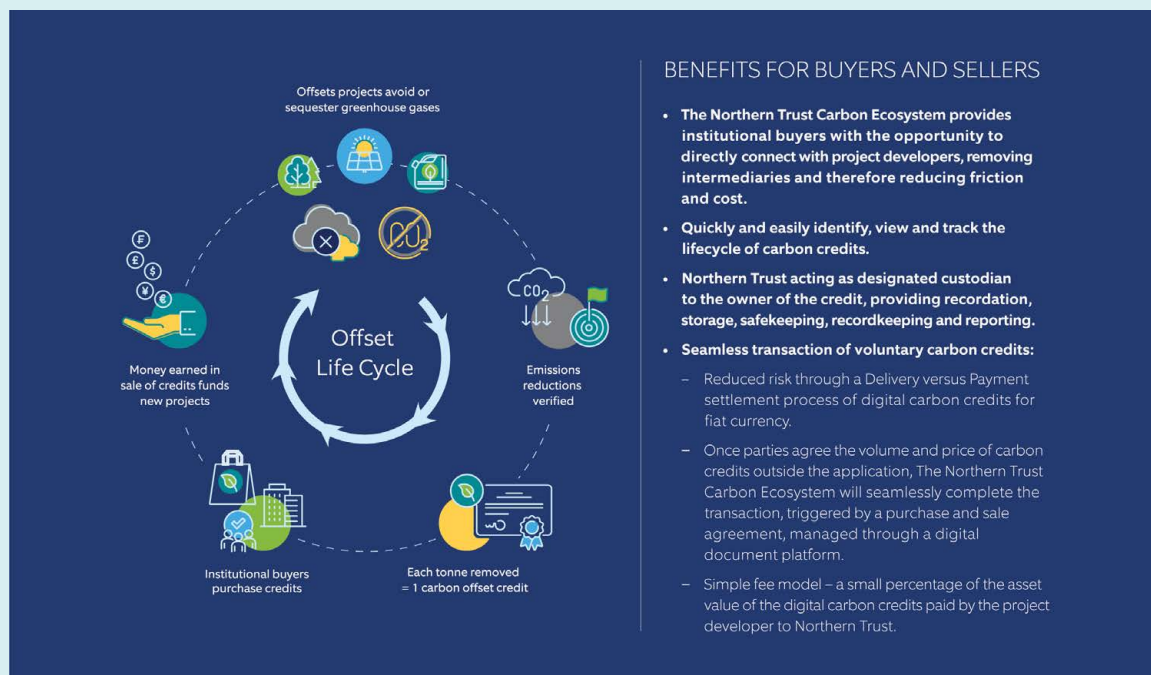 Offsets projects avoid or
sequester greenhouse gases
CO₂
₣
£
$
¥
€
CO₂
Offset
Life Cycle
Money earned in
sale of credits funds
new projects
Emissions
reductions
verified
Institutional buyers
purchase credits
Each tonne removed
= 1 carbon offset credit
BENEFITS FOR BUYERS AND SELLERS
• The Northern Trust Carbon Ecosystem provides
institutional buyers with the opportunity to
directly connect with project developers, removing
intermediaries and therefore reducing friction
and cost.
• Quickly and easily identify, view and track the
lifecycle of carbon credits.
• Northern Trust acting as designated custodian
to the owner of the credit, providing recordation,
storage, safekeeping, recordkeeping and reporting.
• Seamless transaction of voluntary carbon credits:
– Reduced risk through a Delivery versus Payment
settlement process of digital carbon credits for
fiat currency.
– Once parties agree the volume and price of carbon
credits outside the application, The Northern Trust
Carbon Ecosystem will seamlessly complete the
transaction, triggered by a purchase and sale
agreement, managed through a digital
document platform.
– Simple fee model – a small percentage of the asset
value of the digital carbon credits paid by the project
developer to Northern Trust.